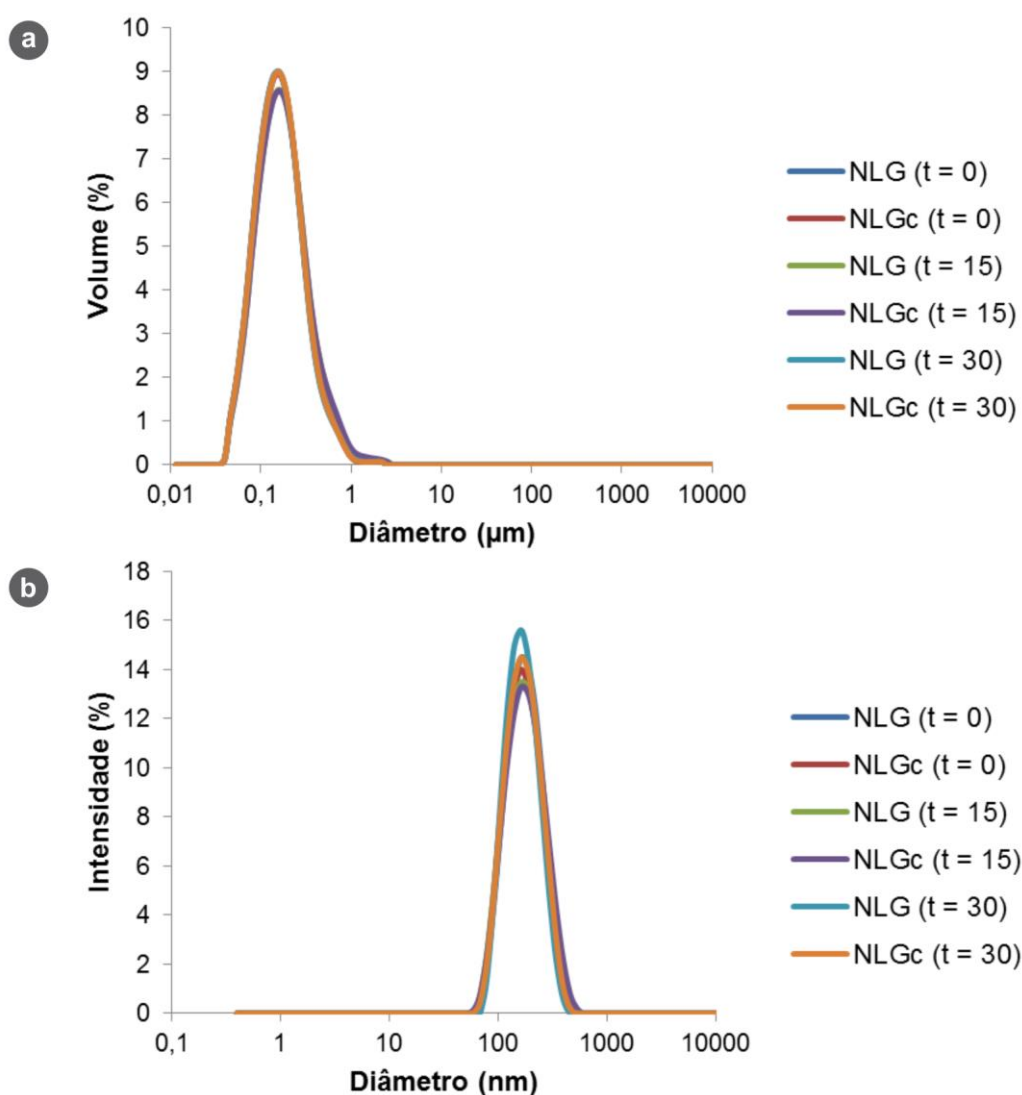 a
10
9
8
7
6
5
4
3
2
1
0
Volume (%)
0,01 0,1 1 10 100 1000 10000
Diâmetro (µm)
NLG (t = 0)
NLGc (t = 0)
NLG (t = 15)
NLGc (t = 15)
NLG (t = 30)
NLGc (t = 30)
b
18
16
14
12
10
8
6
4
2
0
Intensidade (%)
0,1 1 10 100 1000 10000
Diâmetro (nm)
NLG (t = 0)
NLGc (t = 0)
NLG (t = 15)
NLGc (t = 15)
NLG (t = 30)
NLGc (t = 30)